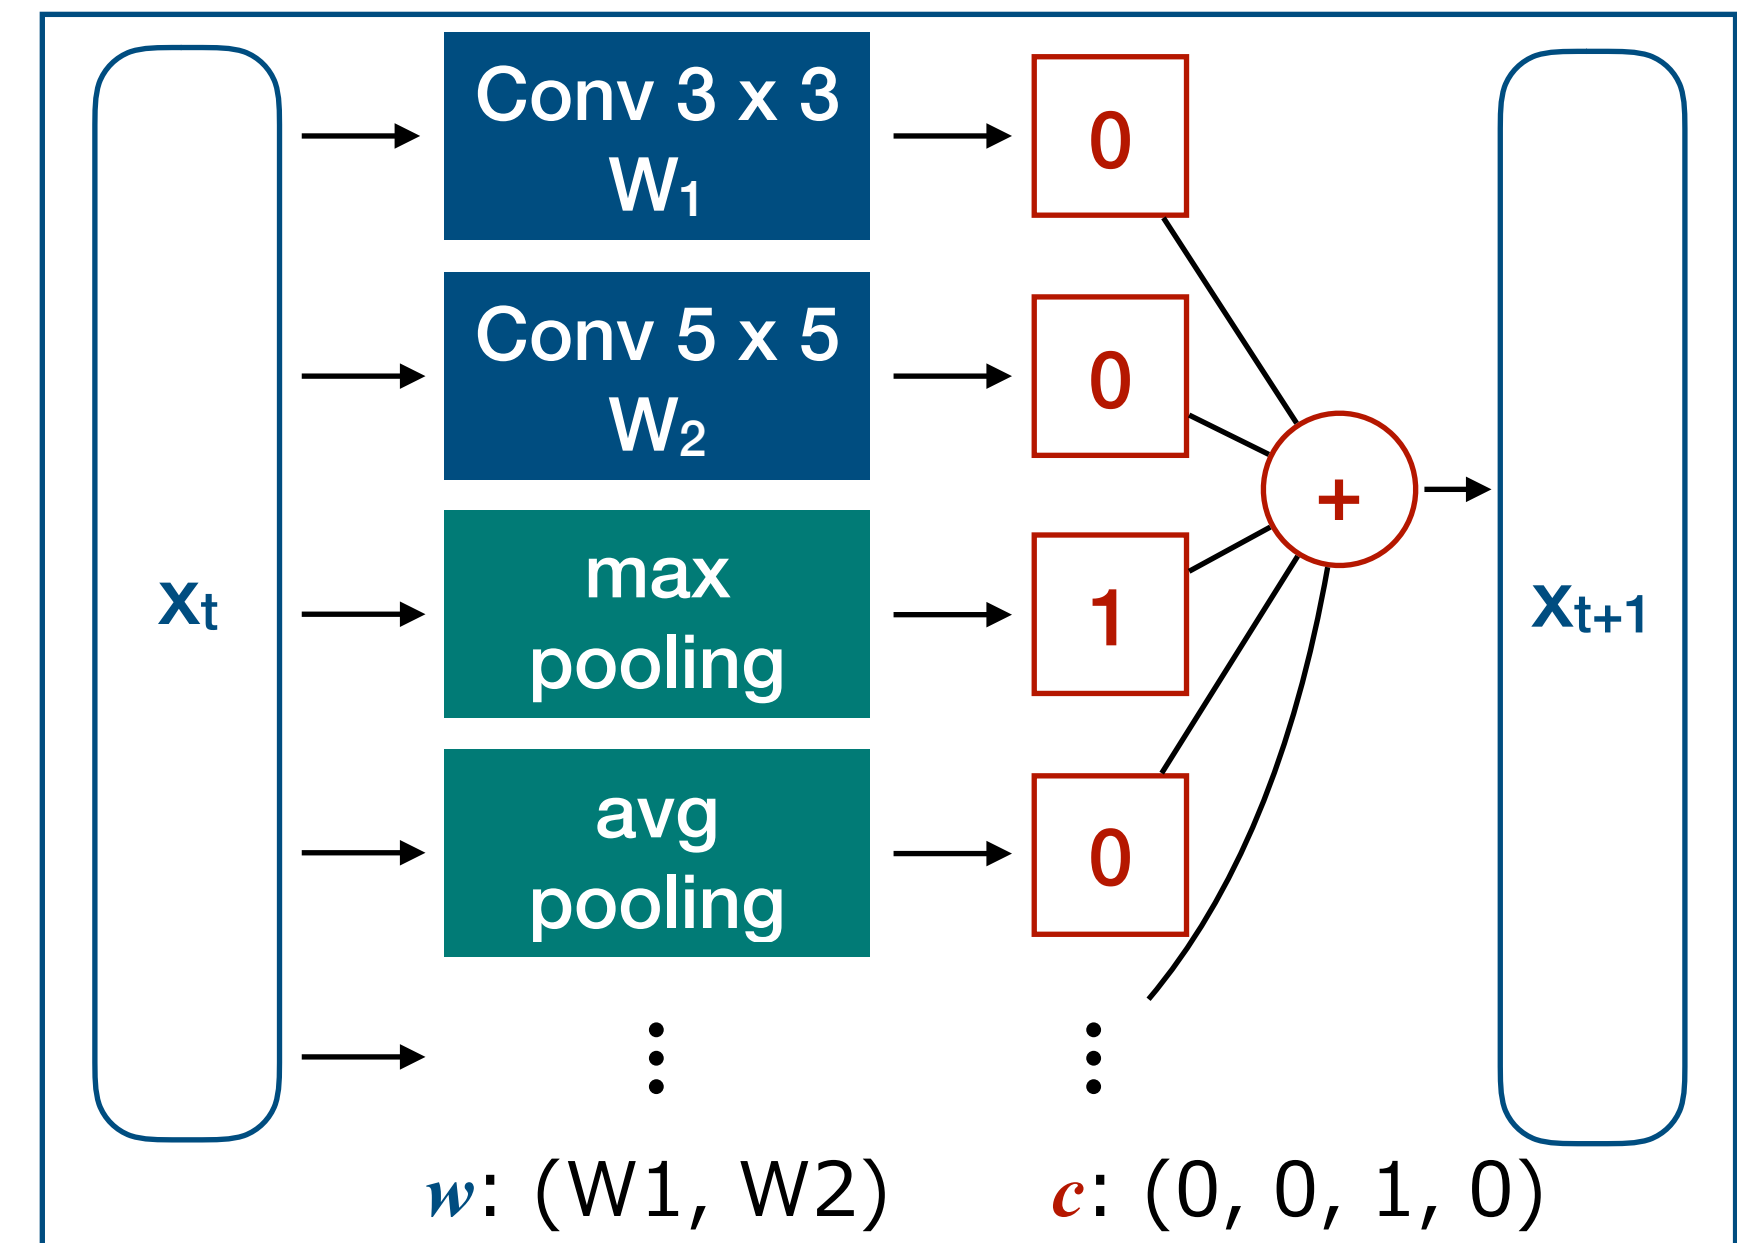 Conv 3 x 3
W₁
0
Conv 5 x 5
W₂
0
+
max
pooling
1
xₜ
xₜ₊₁
avg
pooling
0
w: (W1, W2)
c: (0, 0, 1, 0)